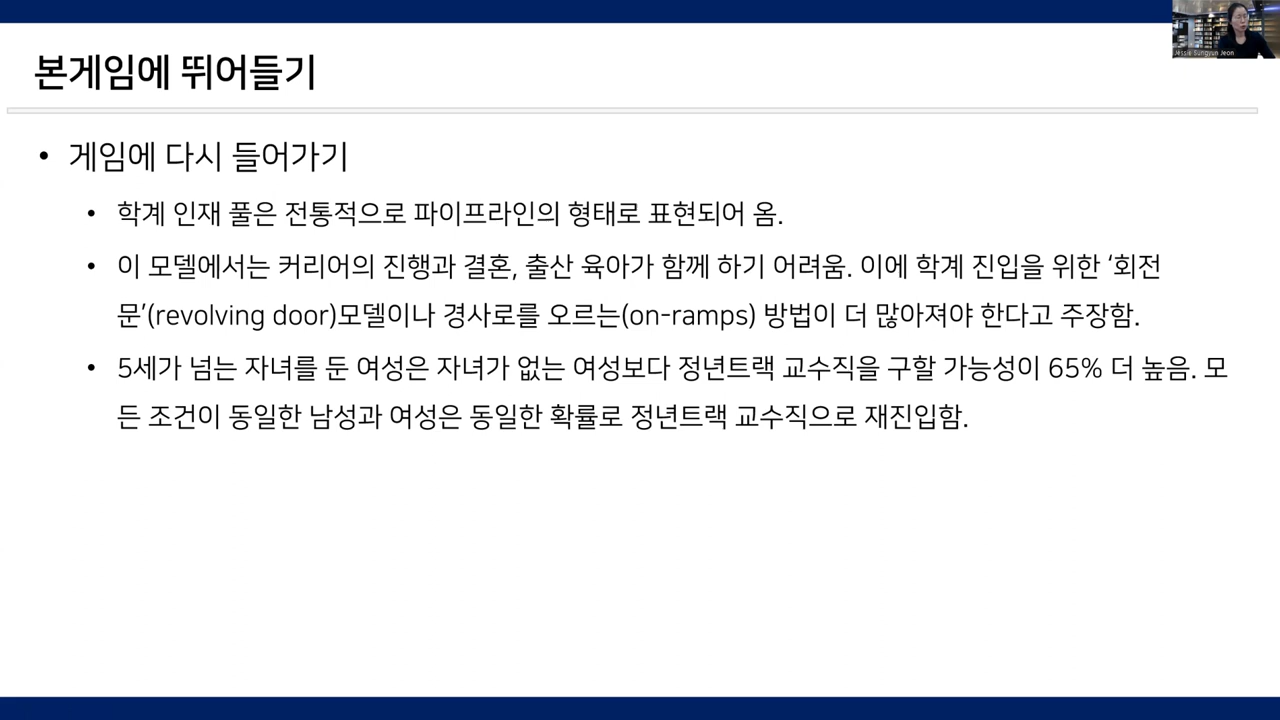 본게임에 뛰어들기
Jessie Sungyun Jeon
• 게임에 다시 들어가기
• 학계 인재 풀은 전통적으로 파이프라인의 형태로 표현되어 옴.
• 이 모델에서는 커리어의 진행과 결혼, 출산 육아가 함께 하기 어려움. 이에 학계 진입을 위한 ‘회전
문’(revolving door)모델이나 경사로를 오르는(on-ramps) 방법이 더 많아져야 한다고 주장함.
• 5세가 넘는 자녀를 둔 여성은 자녀가 없는 여성보다 정년트랙 교수직을 구할 가능성이 65% 더 높음. 모
든 조건이 동일한 남성과 여성은 동일한 확률로 정년트랙 교수직으로 재진입함.